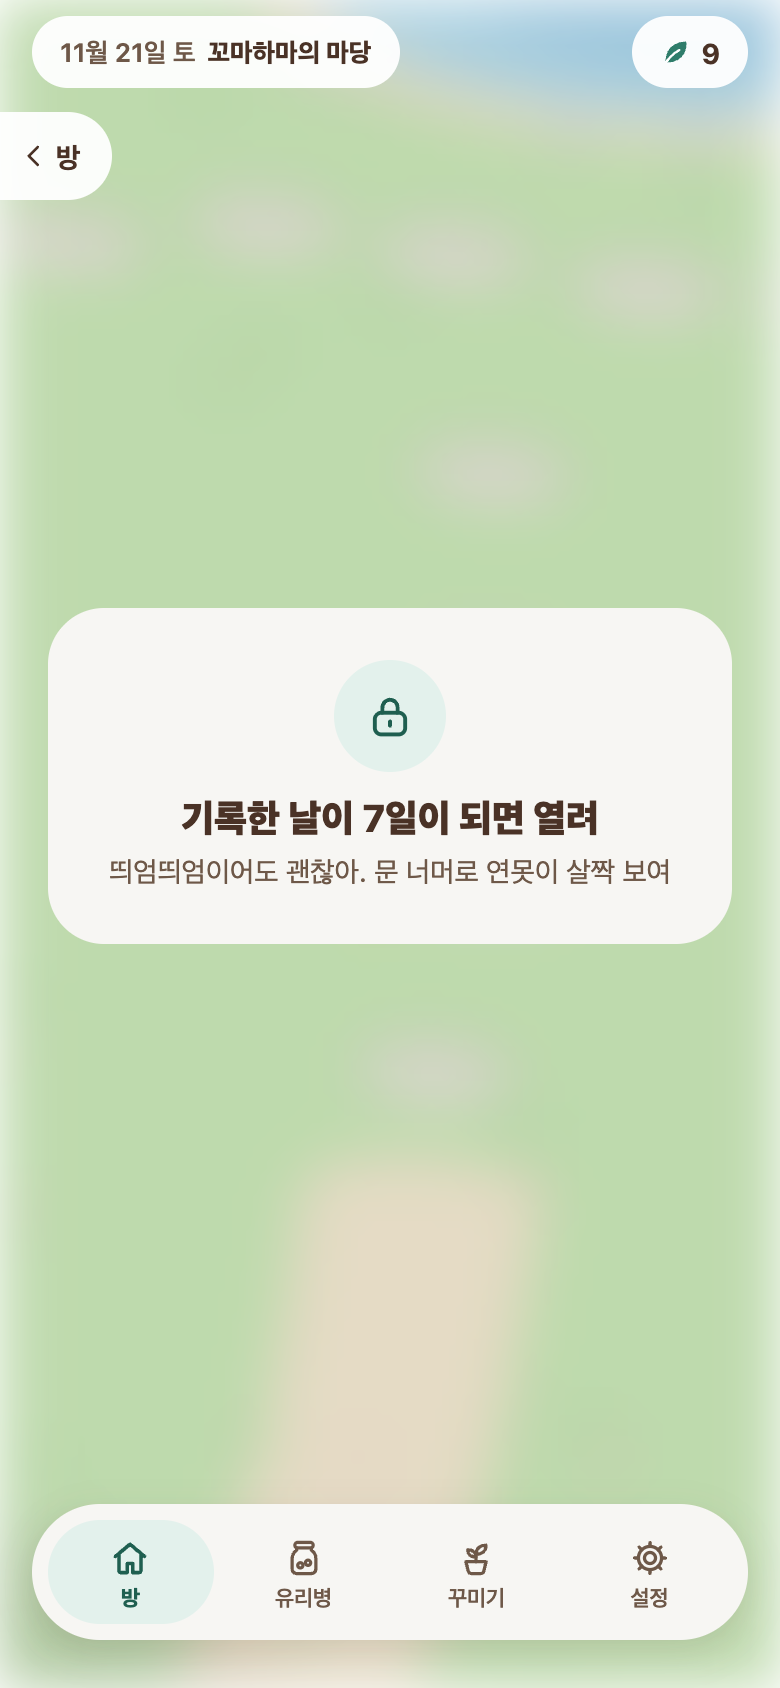 11월 21일 토 꼬마하마의 마당
9
방
기록한 날이 7일이 되면 열려
띄엄띄엄이어도 괜찮아. 문 너머로 연못이 살짝 보여
방
유리병
꾸미기
설정